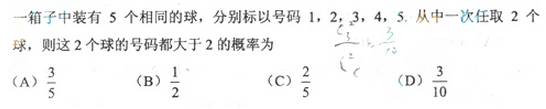 一箱子中装有 5 个相同的球，分别标以号码 1，2，3，4，5. 从中一次任取 2 个
球，则这 2 个球的号码都大于 2 的概率为
(A) 3/5 (B) 1/2 (C) 2/5 (D) 3/10
3/10